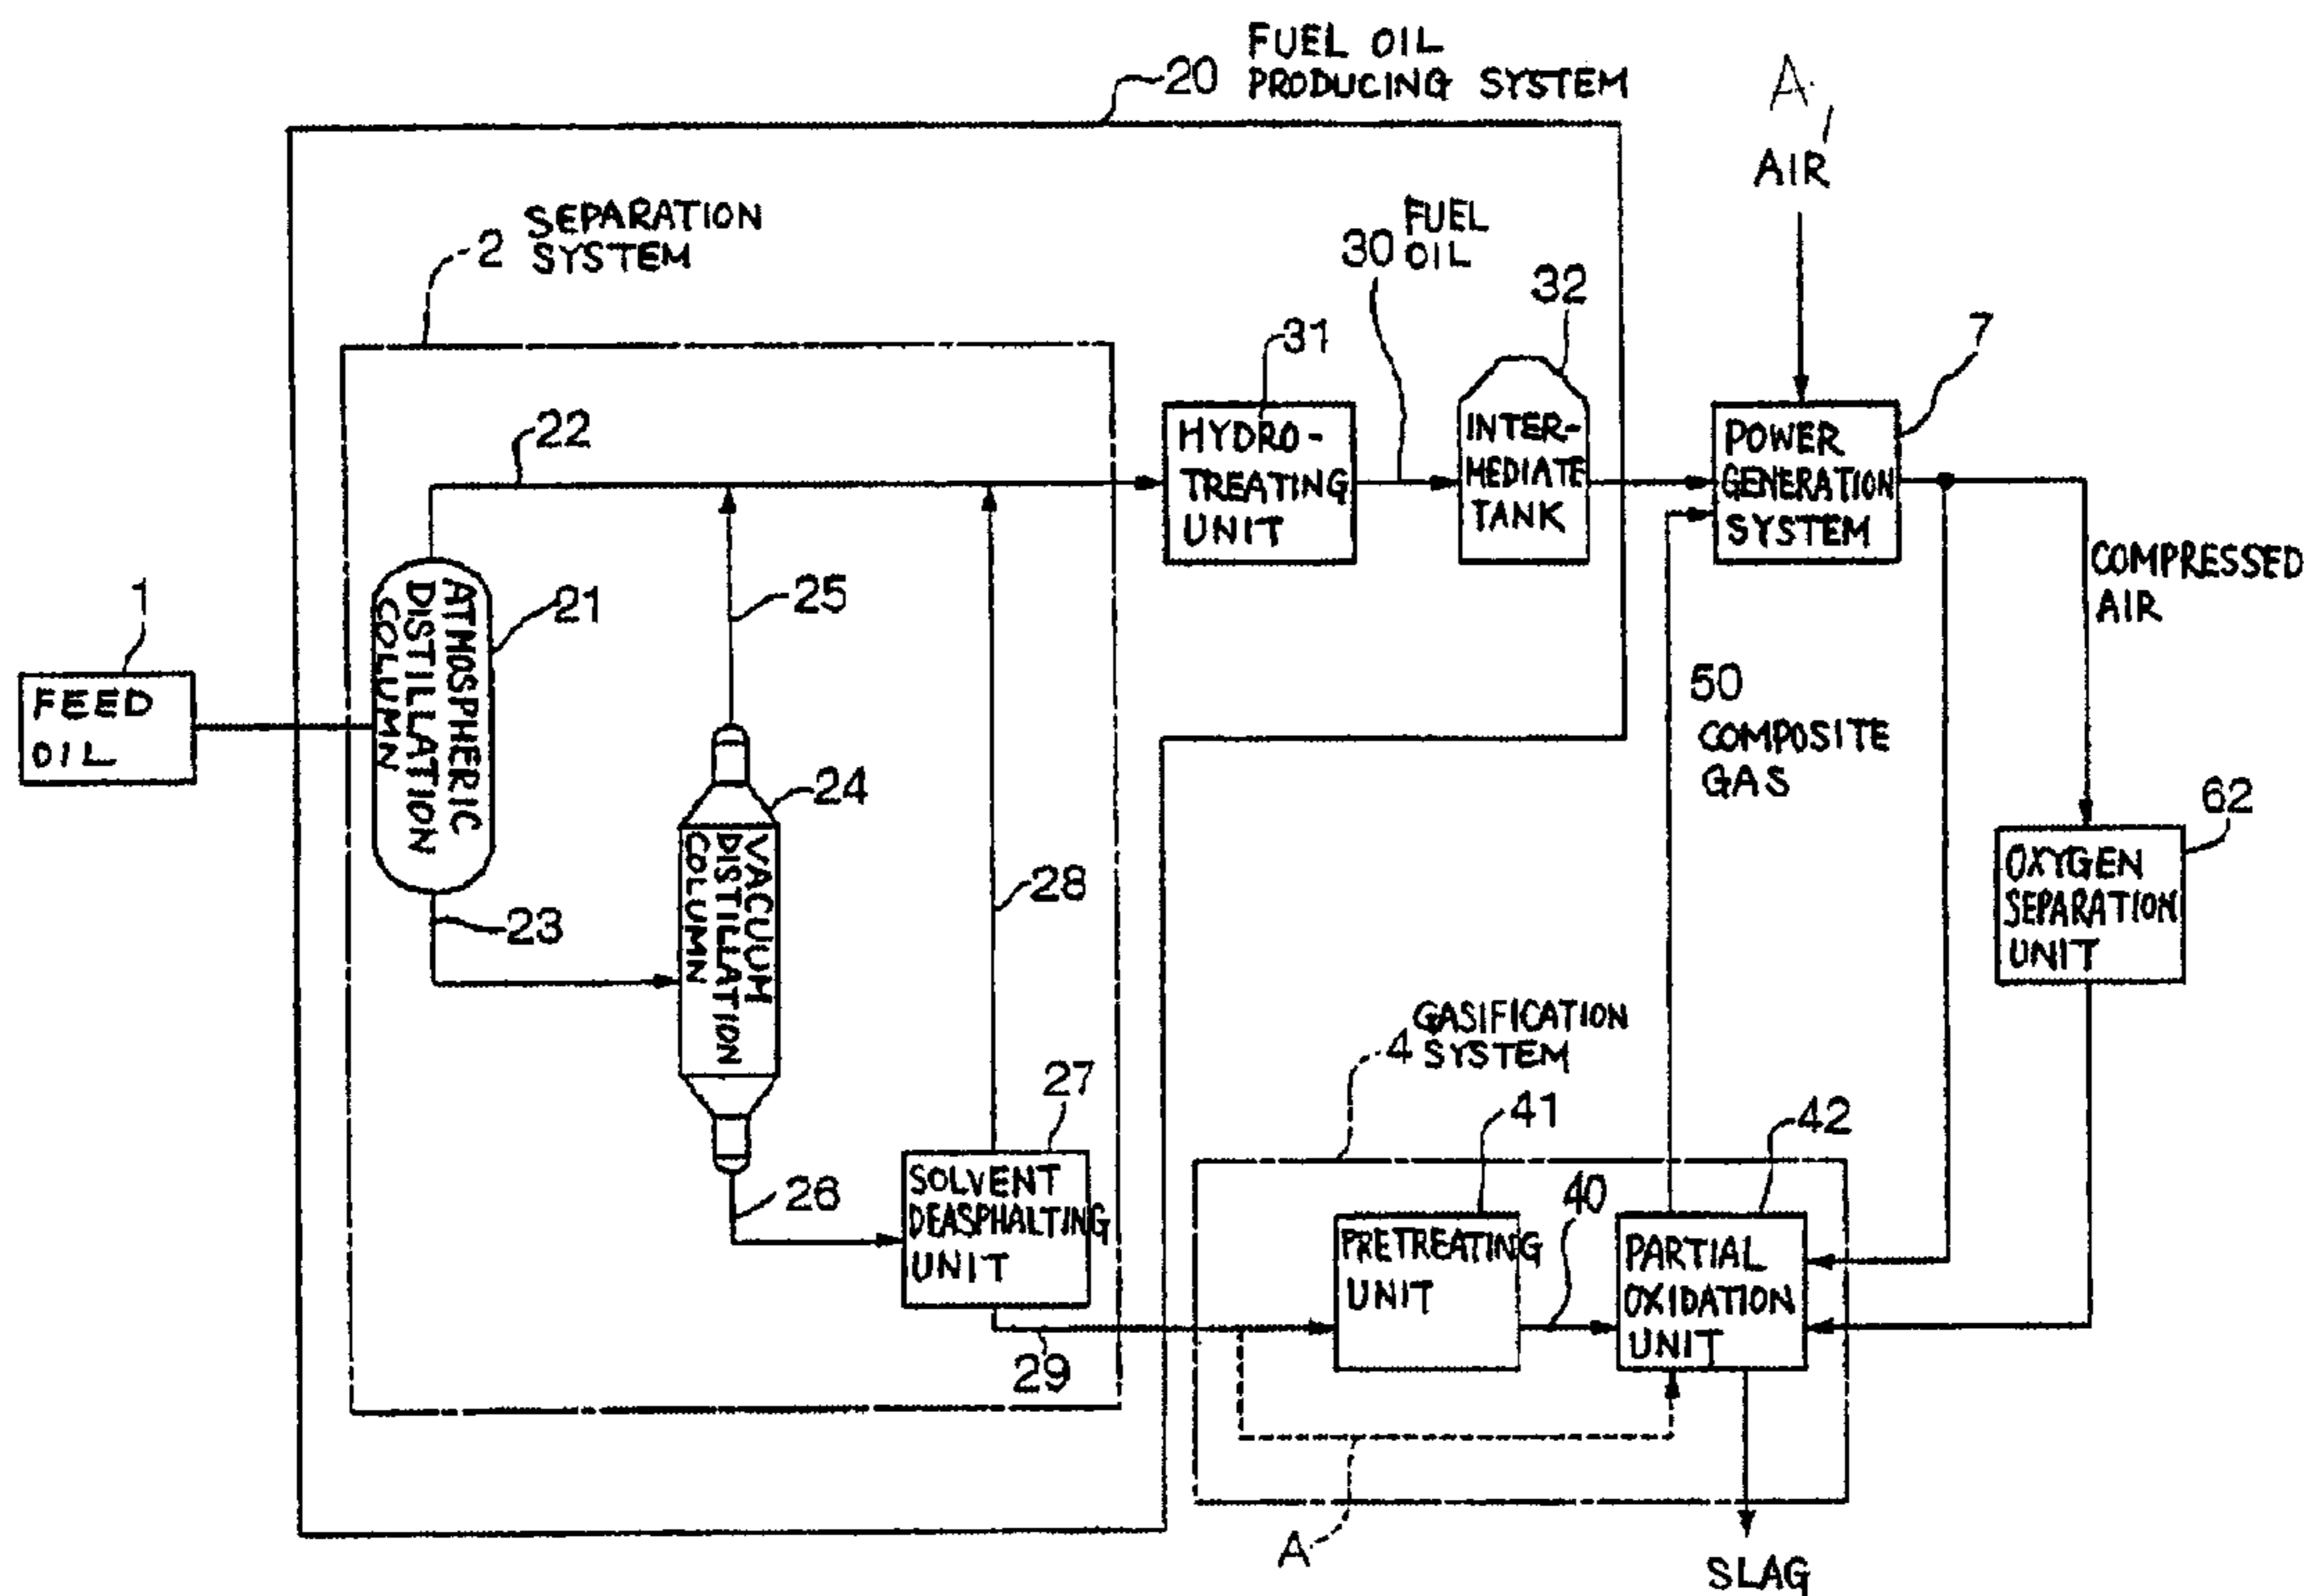 FUEL OIL
20 PRODUCING SYSTEM
A
AIR
SEPARATION
2 SYSTEM
FUEL
30 OIL
32
7
31
22
HYDRO-
TREATING
UNIT
INTER-
MEDIATE
TANK
POWER
GENERATION
SYSTEM
COMPRESSED
AIR
1
FEED
OIL
ATMOSPHERIC
DISTILLATION
COLUMN
21
25
50
COMPOSITE
GAS
24
62
VACUUM
DISTILLATION
COLUMN
OXYGEN
SEPARATION
UNIT
23
28
GASIFICATION
4 SYSTEM
27
41
42
26
SOLVENT
DEASPHALTING
UNIT
40
PRETREATING
UNIT
PARTIAL
OXIDATION
UNIT
29
A
SLAG